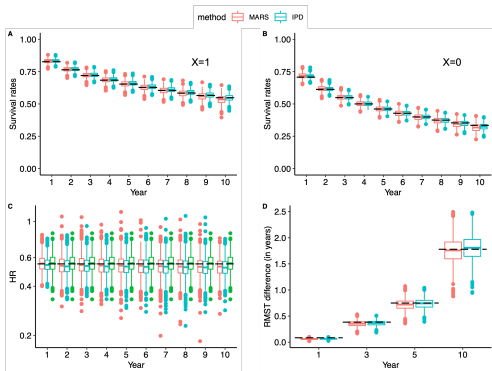 method MARS IPD
A
1.00
0.75
0.50
0.25
0.00
Survival rates
X=1
1 2 3 4 5 6 7 8 9 10
Year
B
1.00
0.75
0.50
0.25
0.00
Survival rates
X=0
1 2 3 4 5 6 7 8 9 10
Year
C
1
0.6
0.4
0.2
HR
1 2 3 4 5 6 7 8 9 10
Year
D
2.5
2.0
1.5
1.0
0.5
0.0
RMST difference (in years)
1 3 5 10
Year